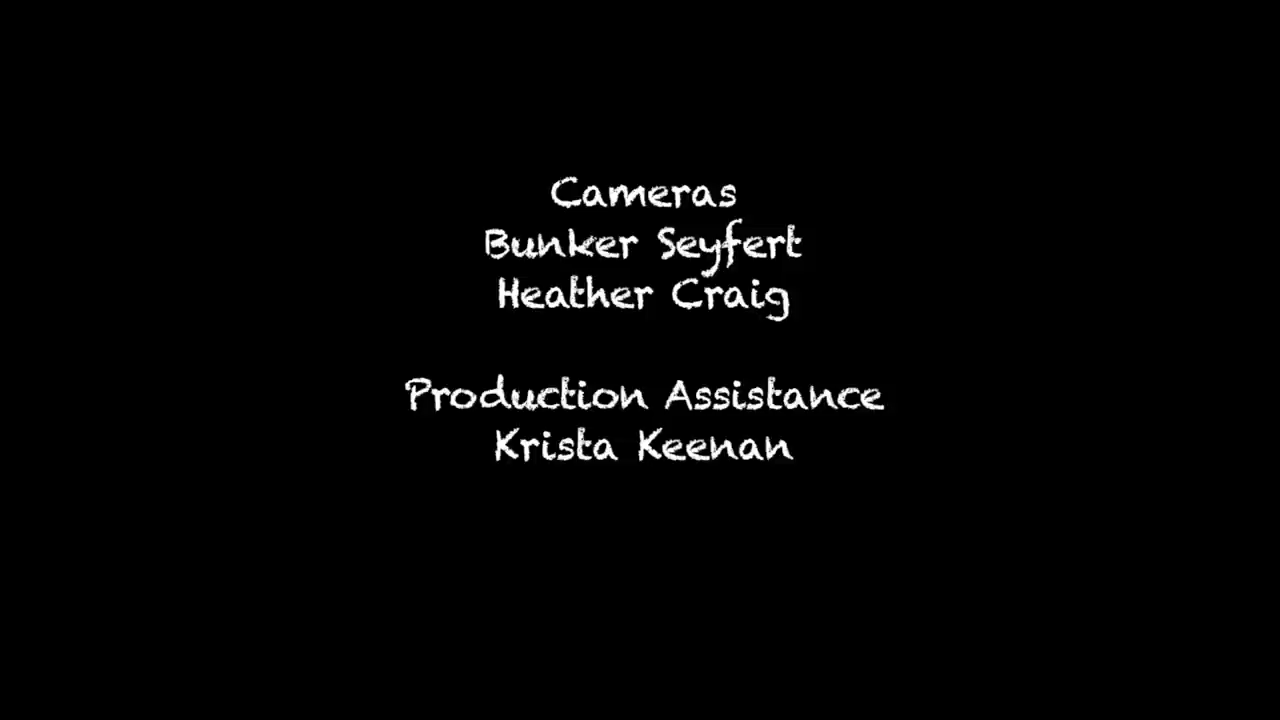 Cameras
Bunker Seyfert
Heather Craig
Production Assistance
Krista Keenan